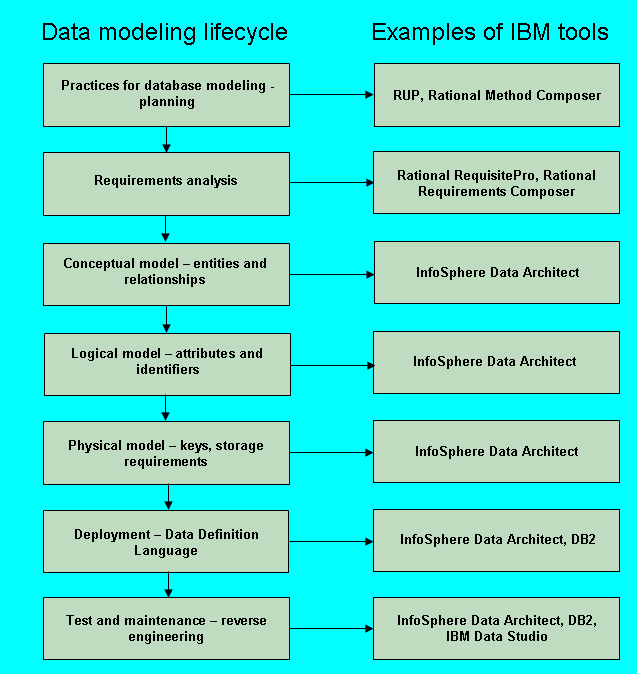 Data modeling lifecycle
Examples of IBM tools
Practices for database modeling -
planning
RUP, Rational Method Composer
Requirements analysis
Rational RequisitePro, Rational
Requirements Composer
Conceptual model – entities and
relationships
InfoSphere Data Architect
Logical model – attributes and
identifiers
InfoSphere Data Architect
Physical model – keys, storage
requirements
InfoSphere Data Architect
Deployment – Data Definition
Language
InfoSphere Data Architect, DB2
Test and maintenance – reverse
engineering
InfoSphere Data Architect, DB2,
IBM Data Studio